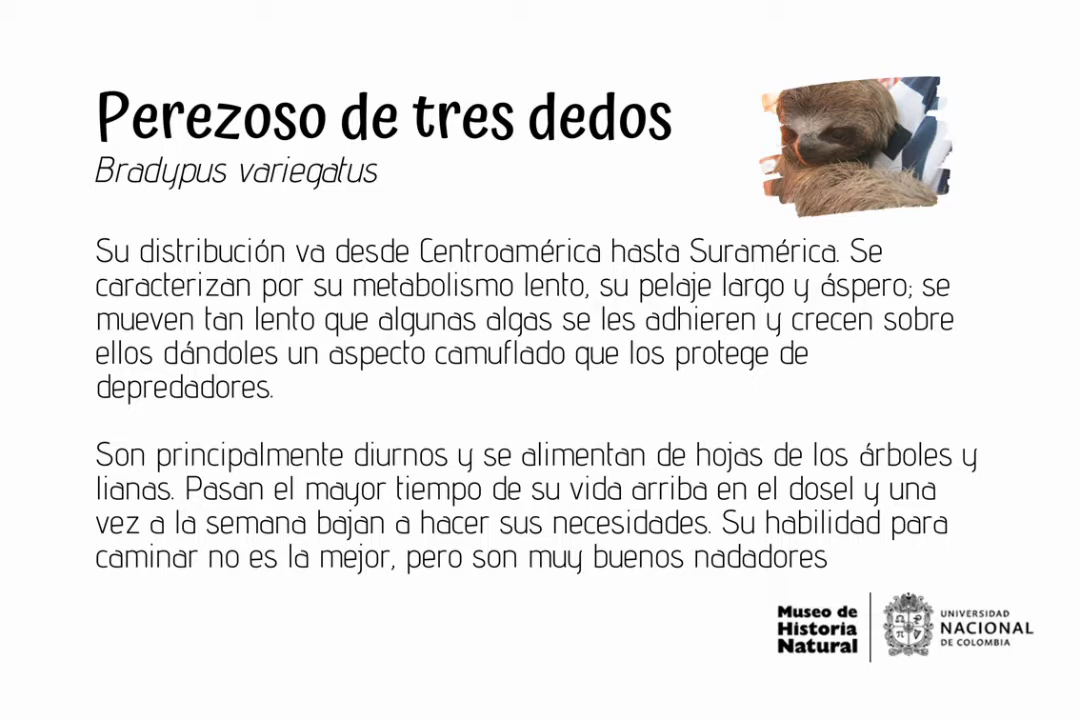 Perezoso de tres dedos
Bradypus variegatus
Su distribución va desde Centroamérica hasta Suramérica. Se
caracterizan por su metabolismo lento, su pelaje largo y áspero; se
mueven tan lento que algunas algas se les adhieren y crecen sobre
ellos dándoles un aspecto camuflado que los protege de
depredadores.
Son principalmente diurnos y se alimentan de hojas de los árboles y
lianas. Pasan el mayor tiempo de su vida arriba en el dosel y una
vez a la semana bajan a hacer sus necesidades. Su habilidad para
caminar no es la mejor, pero son muy buenos nadadores
Museo de
Historia
Natural
UNIVERSIDAD
NACIONAL
DE COLOMBIA